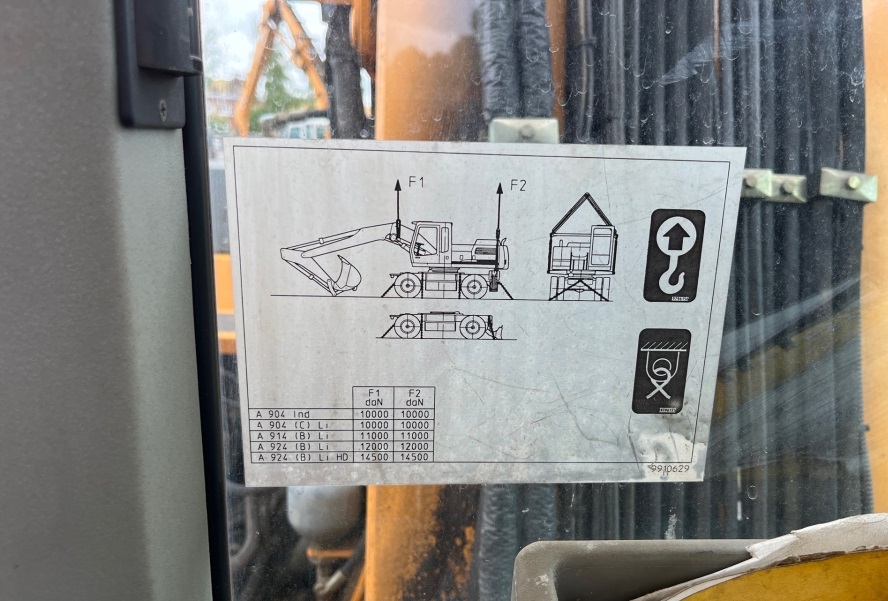 F1 F2
F1 F2
daN daN
A 904 Ind 10000 10000
A 904 (C) Li 10000 10000
A 914 (B) Li 11000 11000
A 924 (B) Li 12000 12000
A 924 (B) Li HD 14500 14500
9910629